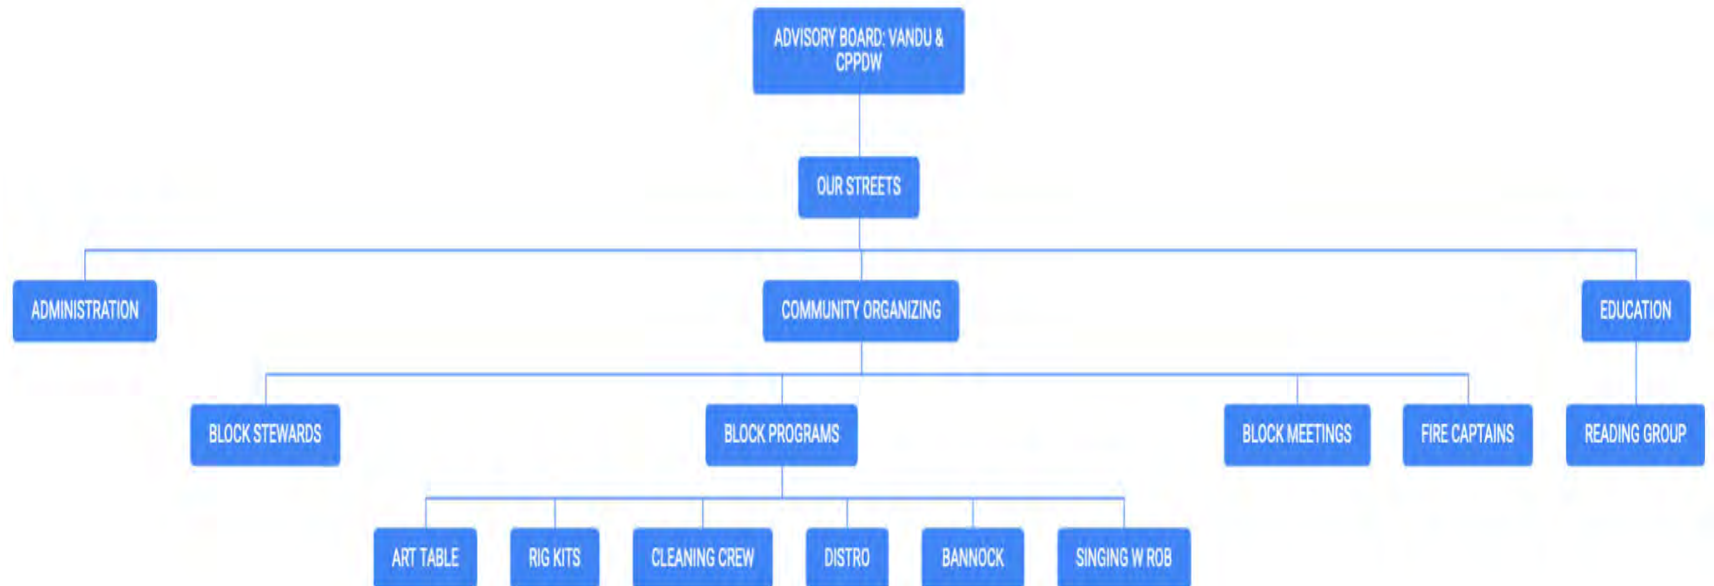 ADVISORY BOARD: VANDU &
CPPDW
OUR STREETS
ADMINISTRATION
COMMUNITY ORGANIZING
EDUCATION
BLOCK STEWARDS
BLOCK PROGRAMS
BLOCK MEETINGS
FIRE CAPTAINS
READING GROUP
ART TABLE
RIG KITS
CLEANING CREW
DISTRO
BANNOCK
SINGING W ROB